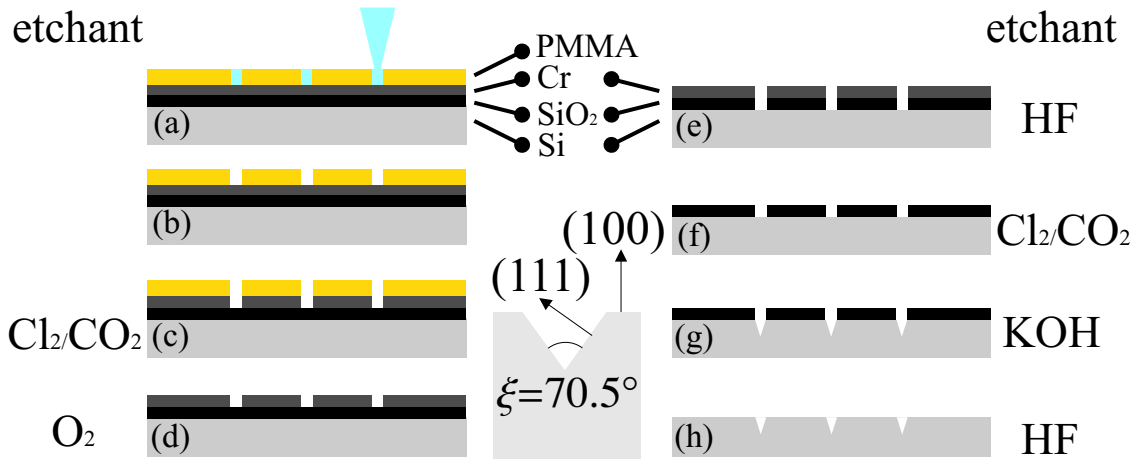 etchant
(a)
(b)
Cl₂/CO₂ (c)
O₂ (d)
PMMA
Cr
SiO₂
Si
(100)
(111)
ξ=70.5°
etchant
(e) HF
(f) Cl₂/CO₂
(g) KOH
(h) HF